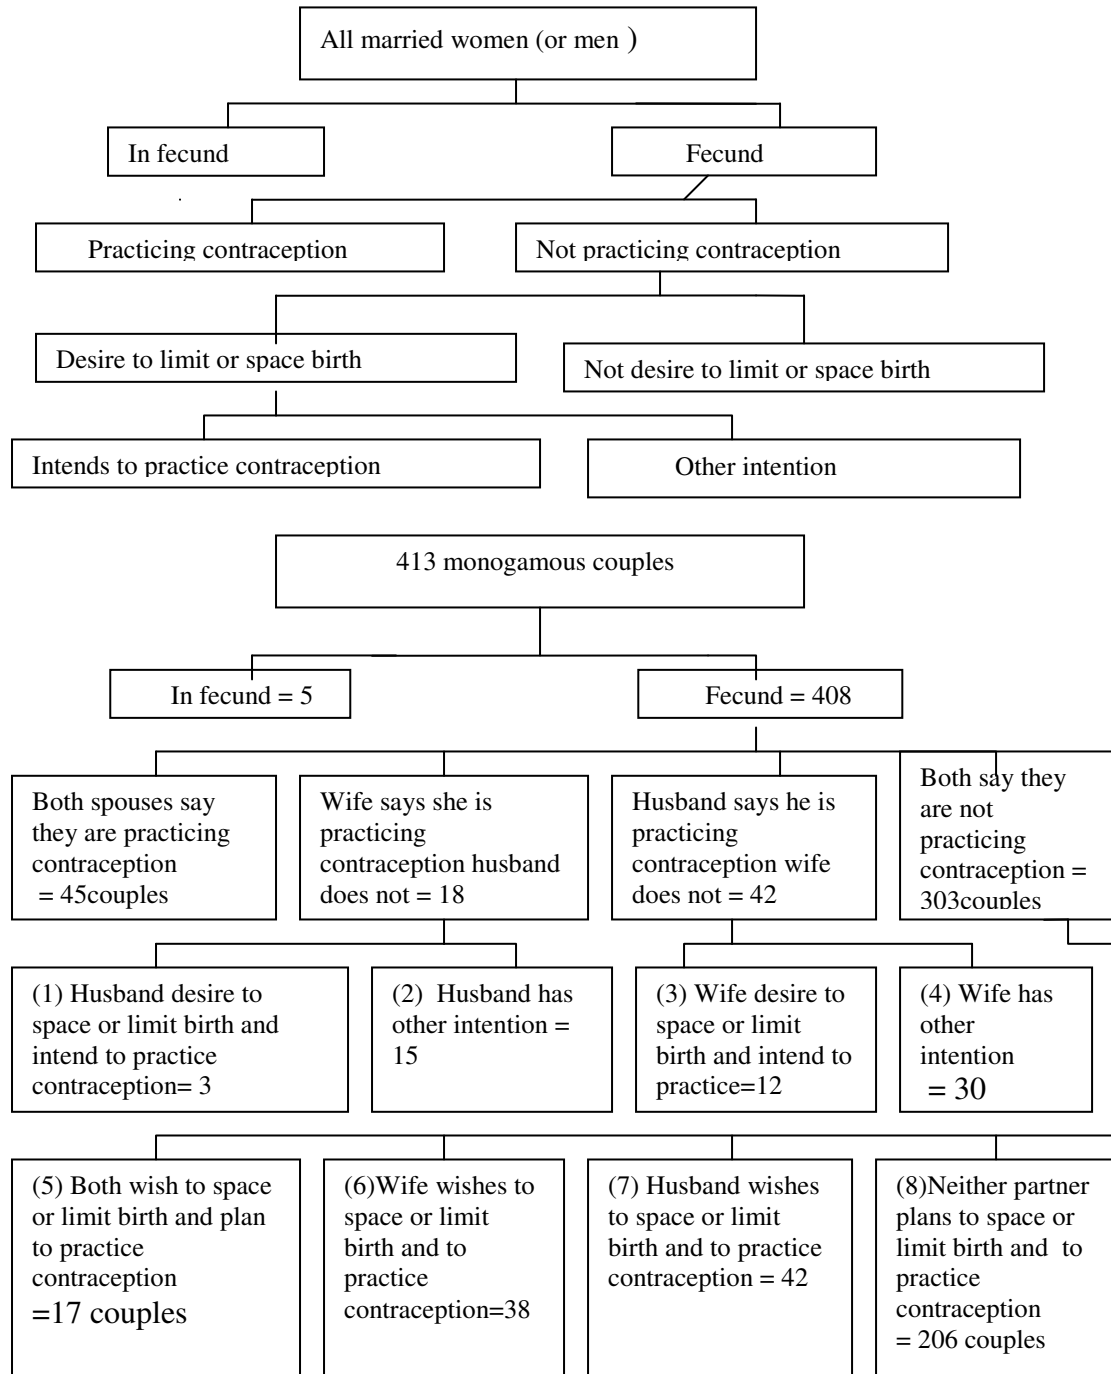 All married women (or men )
In fecund
Fecund
Practicing contraception
Not practicing contraception
Desire to limit or space birth
Not desire to limit or space birth
Intends to practice contraception
Other intention
413 monogamous couples
In fecund = 5
Fecund = 408
Both spouses say
they are practicing
contraception
= 45couples
Wife says she is
practicing
contraception husband
does not = 18
Husband says he is
practicing
contraception wife
does not = 42
Both say they
are not
practicing
contraception =
303couples
(1) Husband desire to
space or limit birth and
intend to practice
contraception= 3
(2) Husband has
other intention =
15
(3) Wife desire to
space or limit
birth and intend to
practice=12
(4) Wife has
other
intention
= 30
(5) Both wish to space
or limit birth and plan
to practice
contraception
=17 couples
(6)Wife wishes to
space or limit
birth and to
practice
contraception=38
(7) Husband wishes
to space or limit
birth and to practice
contraception = 42
(8)Neither partner
plans to space or
limit birth and to
practice
contraception
= 206 couples